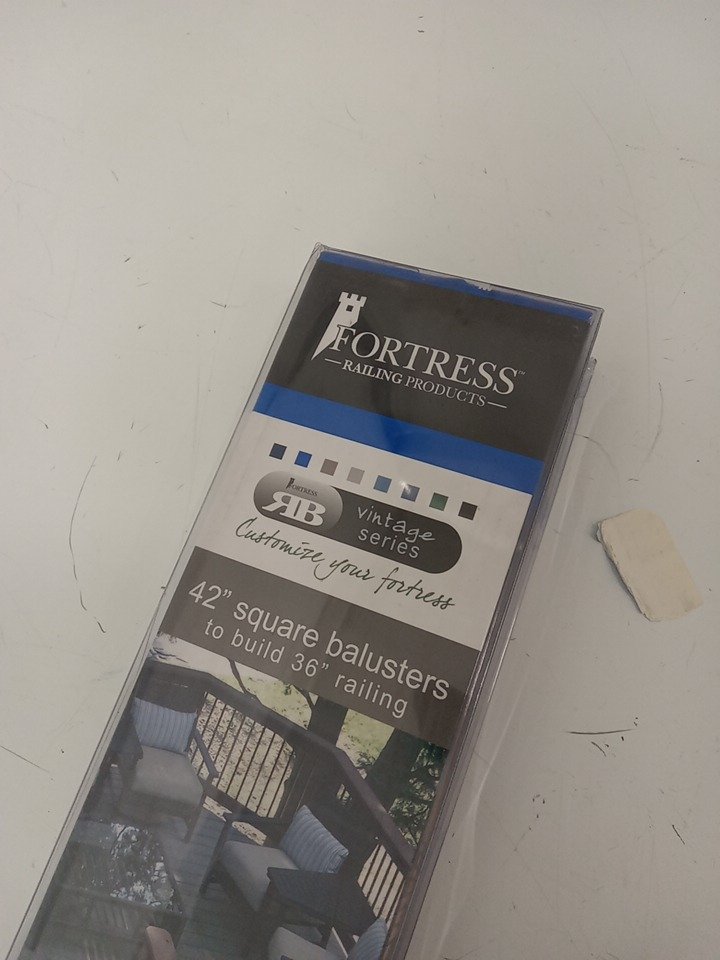 FORTRESS™
RAILING PRODUCTS
FORTRESS
RB
vintage
series
Customize your fortress
42” square balusters
to build 36” railing